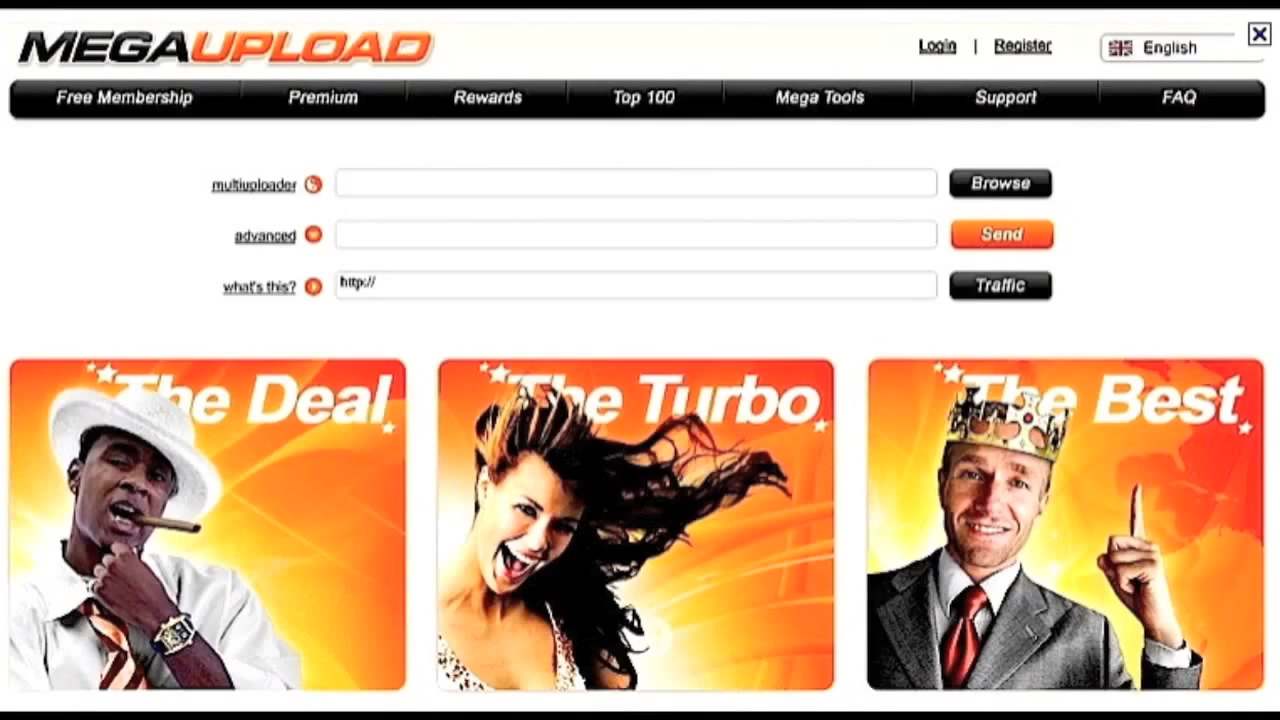 MEGAUPLOAD
Login | Register
English
Free Membership Premium Rewards Top 100 Mega Tools Support FAQ
multiuploader Browse
advanced Send
what's this? http:// Traffic
The Deal The Turbo The Best